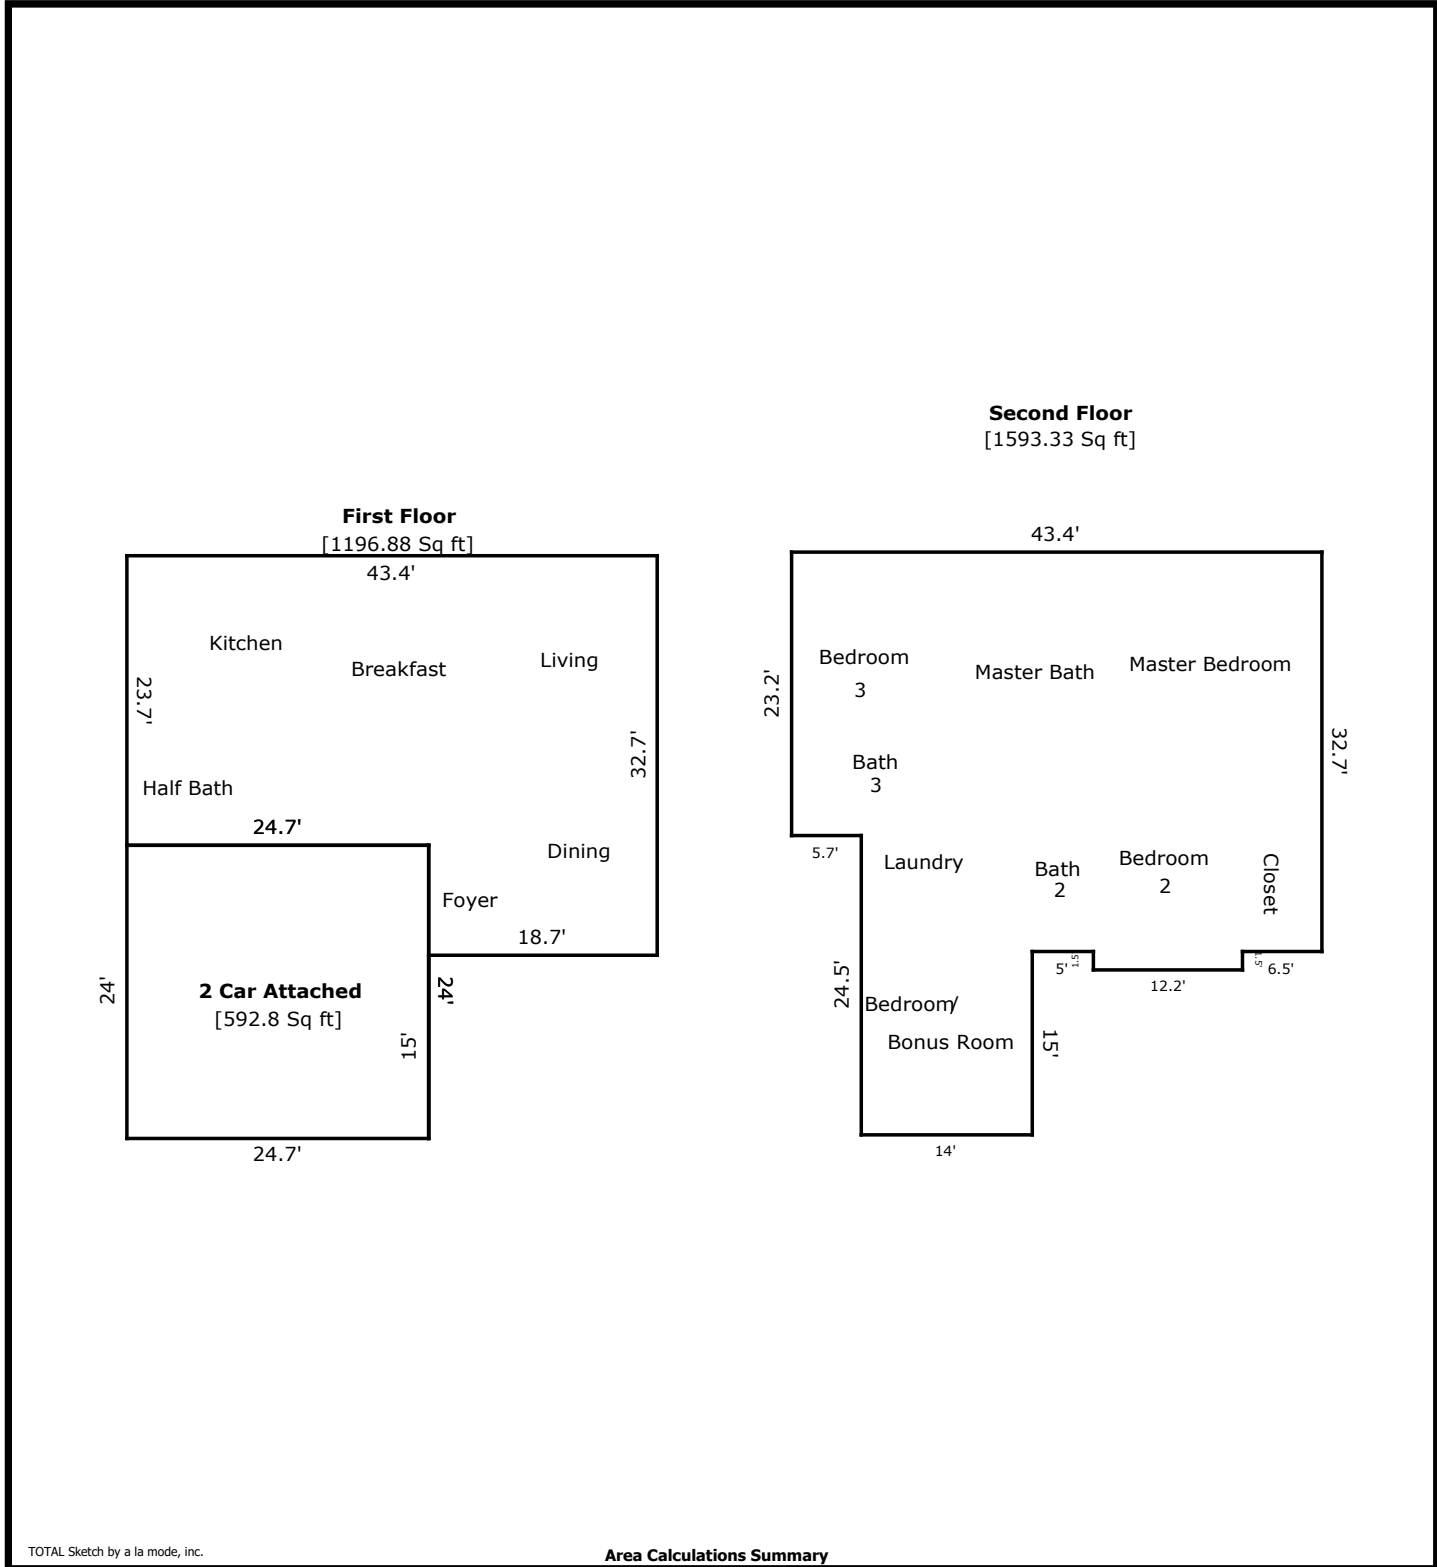 Second Floor
[1593.33 Sq ft]
First Floor
[1196.88 Sq ft]
43.4'
43.4'
Kitchen
Breakfast
Living
23.7'
32.7'
Half Bath
24.7'
Dining
Foyer
18.7'
24'
2 Car Attached
[592.8 Sq ft]
24'
15'
24.7'
Bedroom
3
Master Bath
Master Bedroom
23.2'
32.7'
Bath
3
5.7'
Laundry
Bath
2
Bedroom
2
Closet
5'
1.5'
12.2'
1.5'
6.5'
24.5'
Bedroom/
Bonus Room
15'
14'
TOTAL Sketch by a la mode, inc.
Area Calculations Summary